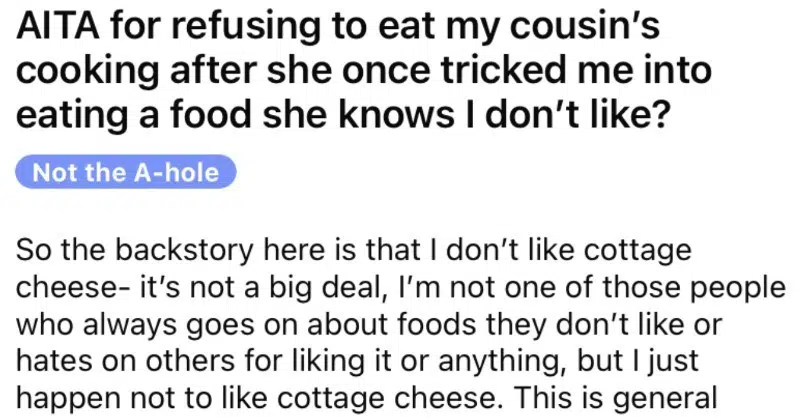 AITA for refusing to eat my cousin's
cooking after she once tricked me into
eating a food she knows I don't like?
Not the A-hole
So the backstory here is that I don't like cottage
cheese- it's not a big deal, I'm not one of those people
who always goes on about foods they don't like or
hates on others for liking it or anything, but I just
happen not to like cottage cheese. This is general